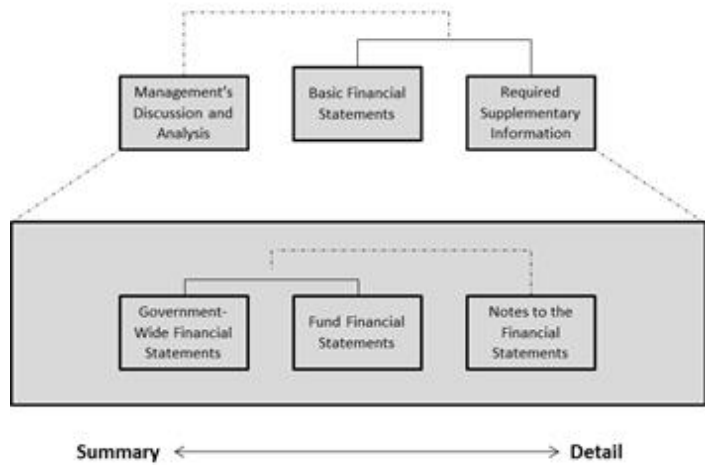 Management's
Discussion and
Analysis
Basic Financial
Statements
Required
Supplementary
Information
Government-
Wide Financial
Statements
Fund Financial
Statements
Notes to the
Financial
Statements
Summary
Detail